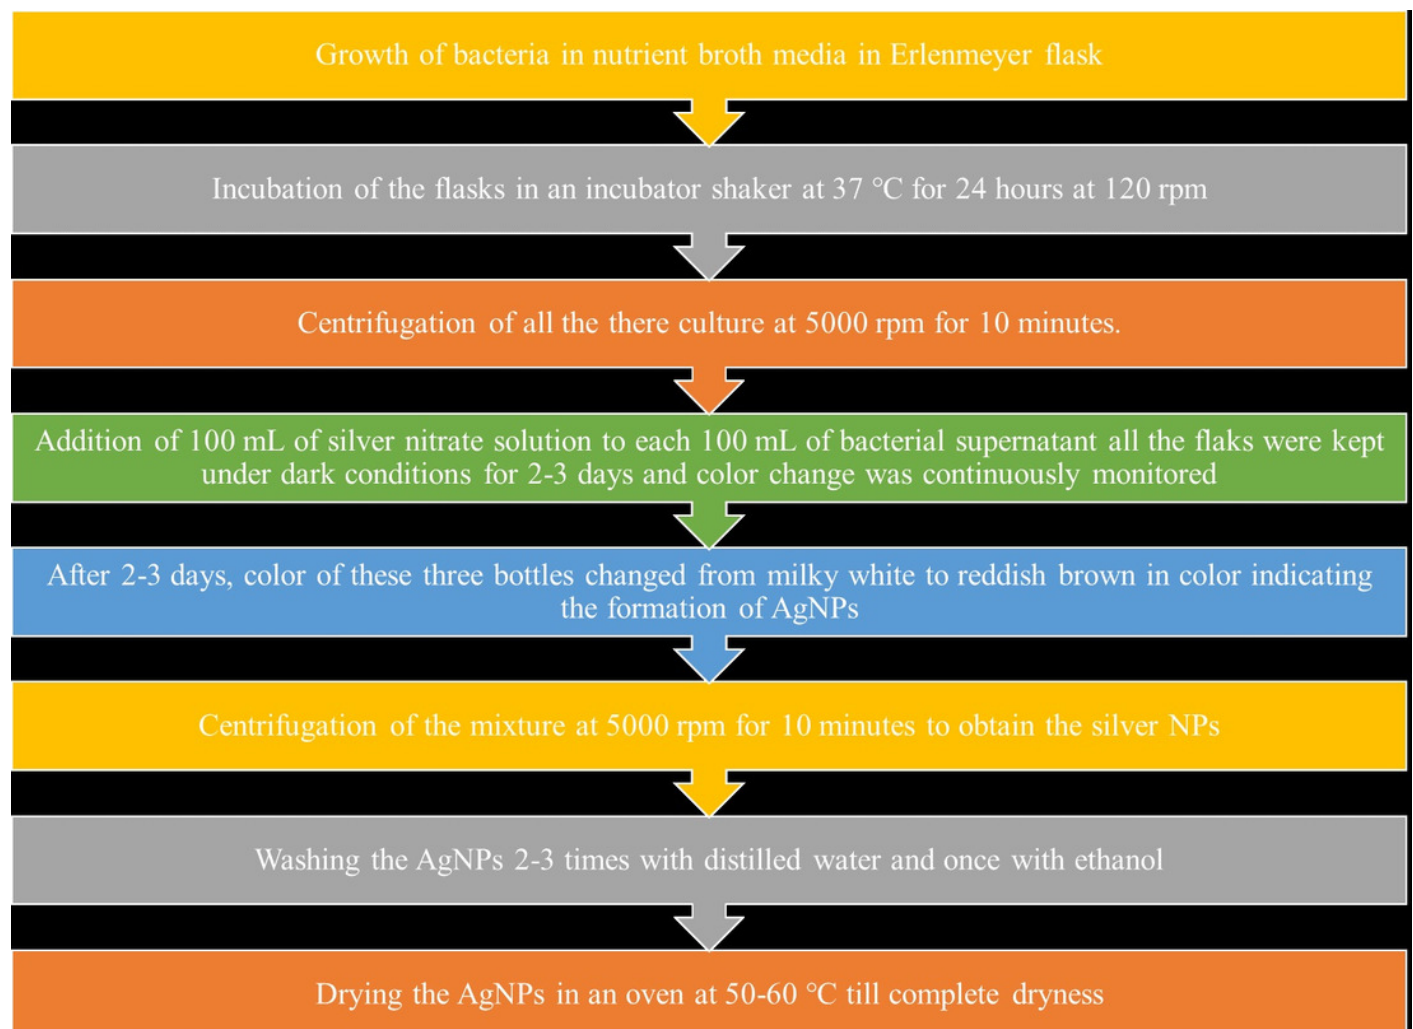 Growth of bacteria in nutrient broth media in Erlenmeyer flask
Incubation of the flasks in an incubator shaker at 37 °C for 24 hours at 120 rpm
Centrifugation of all the there culture at 5000 rpm for 10 minutes.
Addition of 100 mL of silver nitrate solution to each 100 mL of bacterial supernatant all the flaks were kept
under dark conditions for 2-3 days and color change was continuously monitored
After 2-3 days, color of these three bottles changed from milky white to reddish brown in color indicating
the formation of AgNPs
Centrifugation of the mixture at 5000 rpm for 10 minutes to obtain the silver NPs
Washing the AgNPs 2-3 times with distilled water and once with ethanol
Drying the AgNPs in an oven at 50-60 °C till complete dryness